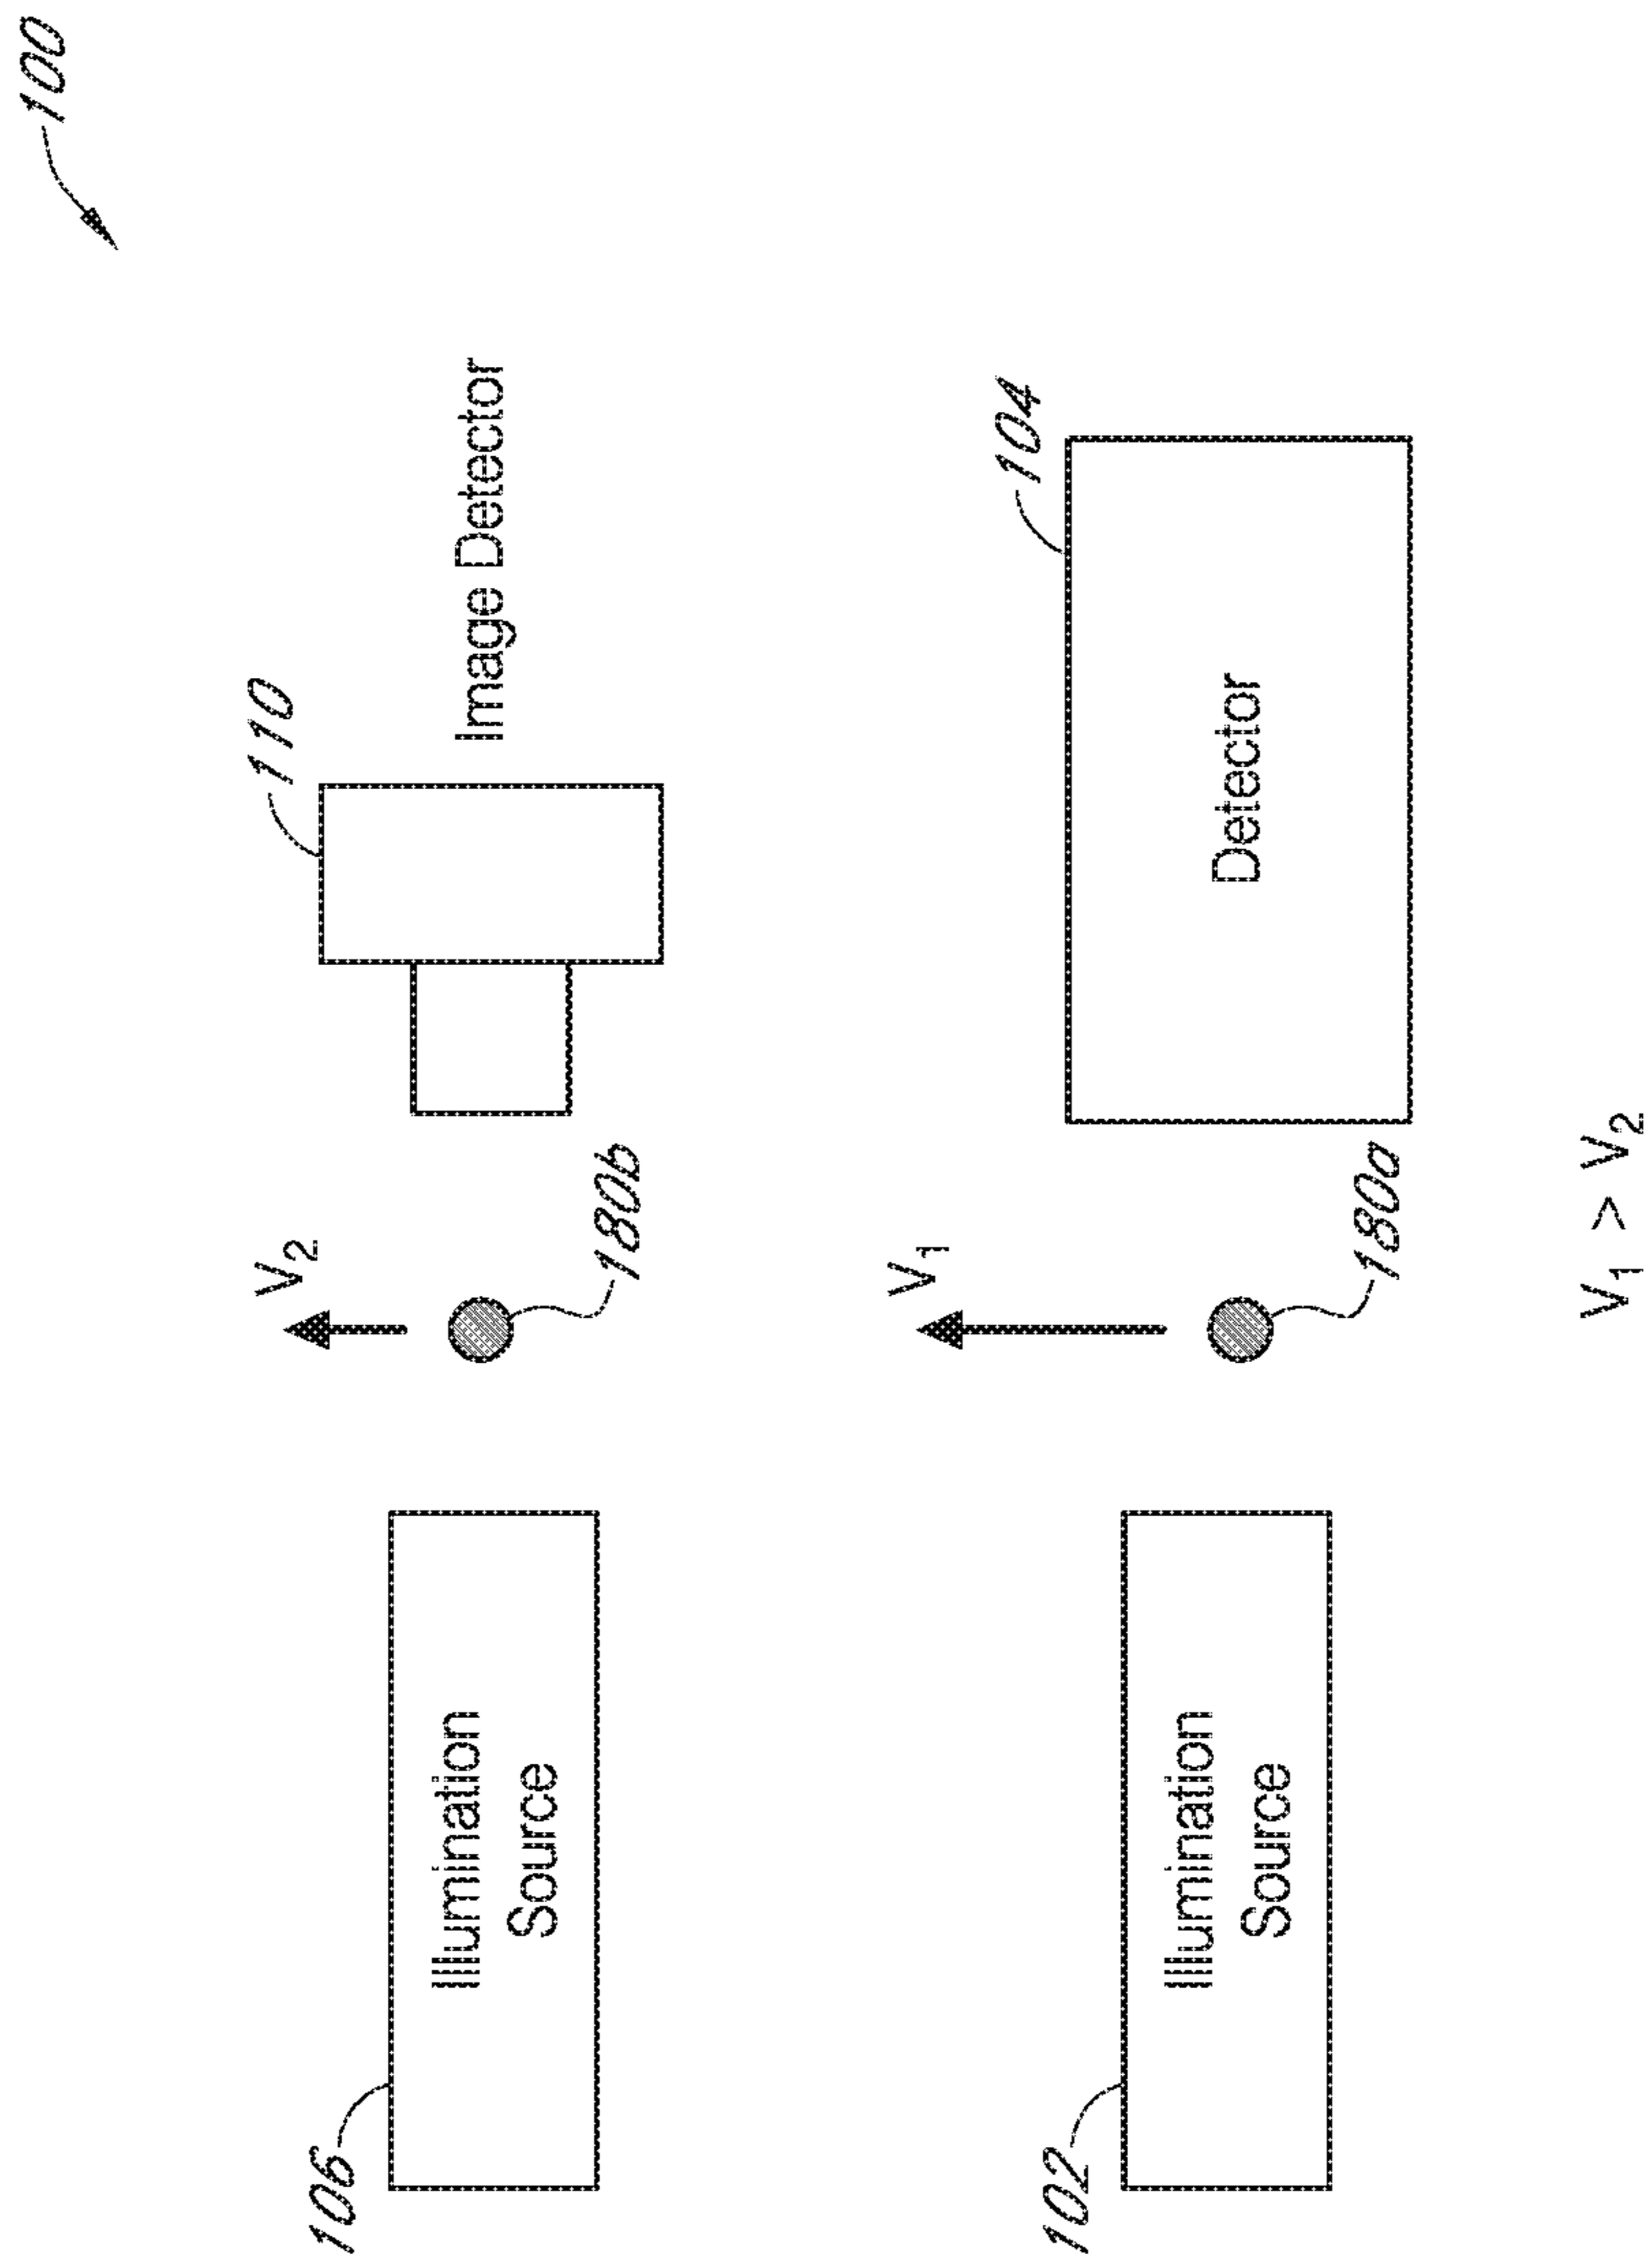 100
110
V2
106
Illumination
Source
Image Detector
180b
V1
104
102
Illumination
Source
Detector
180a
V1 > V2